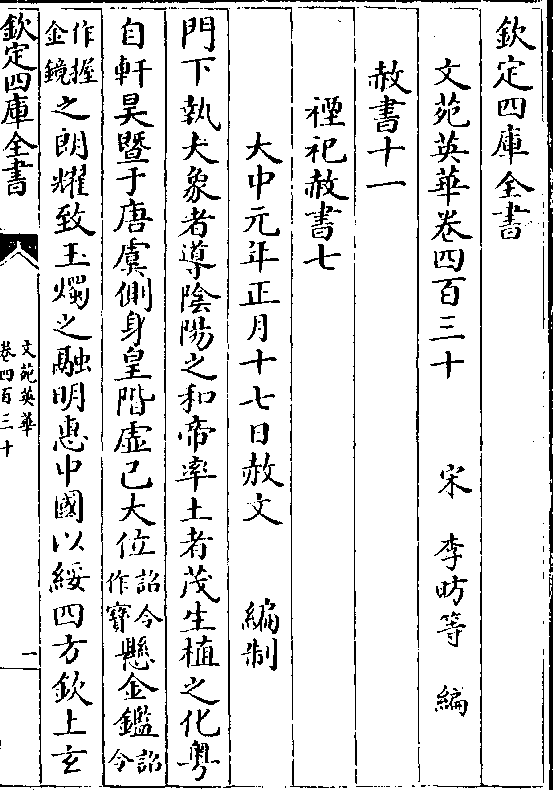 欽定四庫全書
文苑英華卷四百三十 宋 李昉等 編
赦書十一
禋祀赦書七
大中元年正月十七日赦文 編制
門下執大象者導陰陽之和帝率土者茂生植之化粵
自軒昊暨于唐虞側身皇階虛己大位詔令作寳懸金鑑詔令
作握金鏡之朗耀致玉燭之融明惠中國以綏四方欽上玄
欽定四庫全書
文苑英華
卷四百三十
一